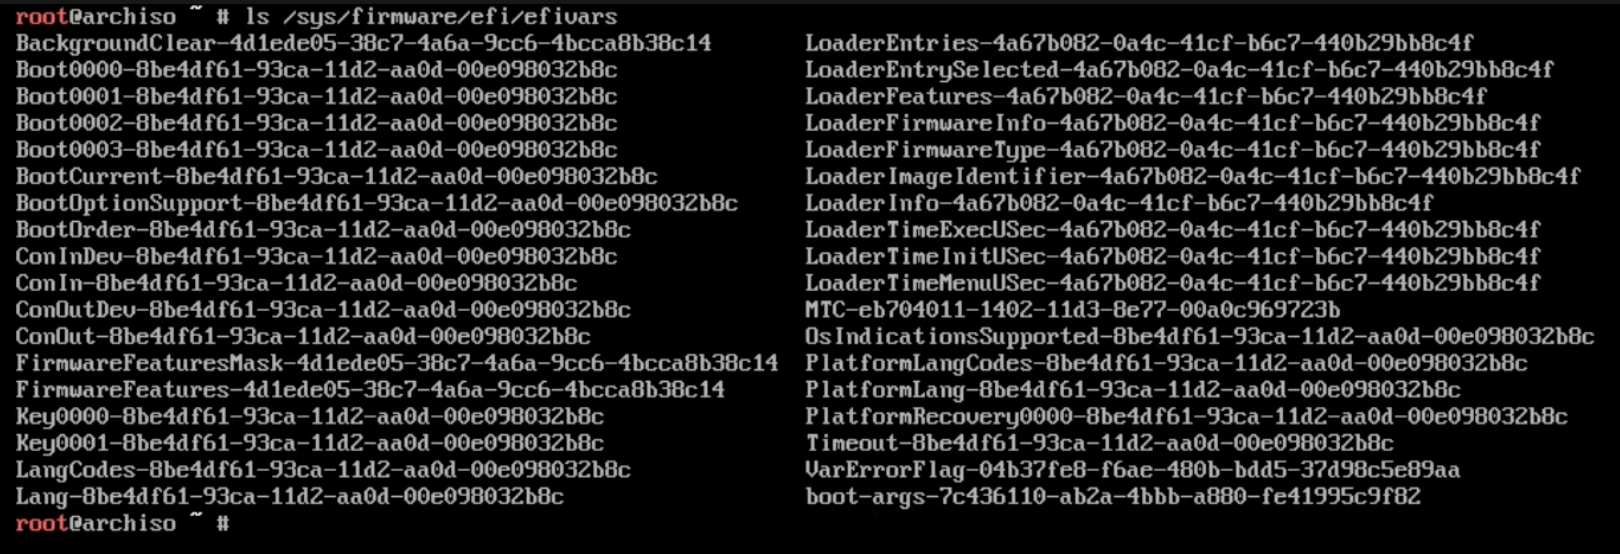 root@archiso ~ # ls /sys/firmware/efi/efivars
BackgroundClear-4d1ede05-38c7-4a6a-9cc6-4bcca8b38c14 LoaderEntries-4a67b082-0a4c-41cf-b6c7-440b29bb8c4f
Boot0000-8be4df61-93ca-11d2-aa0d-00e098032b8c LoaderEntrySelected-4a67b082-0a4c-41cf-b6c7-440b29bb8c4f
Boot0001-8be4df61-93ca-11d2-aa0d-00e098032b8c LoaderFeatures-4a67b082-0a4c-41cf-b6c7-440b29bb8c4f
Boot0002-8be4df61-93ca-11d2-aa0d-00e098032b8c LoaderFirmwareInfo-4a67b082-0a4c-41cf-b6c7-440b29bb8c4f
Boot0003-8be4df61-93ca-11d2-aa0d-00e098032b8c LoaderFirmwareType-4a67b082-0a4c-41cf-b6c7-440b29bb8c4f
BootCurrent-8be4df61-93ca-11d2-aa0d-00e098032b8c LoaderImageIdentifier-4a67b082-0a4c-41cf-b6c7-440b29bb8c4f
BootOptionSupport-8be4df61-93ca-11d2-aa0d-00e098032b8c LoaderInfo-4a67b082-0a4c-41cf-b6c7-440b29bb8c4f
BootOrder-8be4df61-93ca-11d2-aa0d-00e098032b8c LoaderTimeExecUSec-4a67b082-0a4c-41cf-b6c7-440b29bb8c4f
ConInDev-8be4df61-93ca-11d2-aa0d-00e098032b8c LoaderTimeInitUSec-4a67b082-0a4c-41cf-b6c7-440b29bb8c4f
ConIn-8be4df61-93ca-11d2-aa0d-00e098032b8c LoaderTimeMenuUSec-4a67b082-0a4c-41cf-b6c7-440b29bb8c4f
ConOutDev-8be4df61-93ca-11d2-aa0d-00e098032b8c MTC-eb704011-1402-11d3-8e77-00a0c969723b
ConOut-8be4df61-93ca-11d2-aa0d-00e098032b8c OsIndicationsSupported-8be4df61-93ca-11d2-aa0d-00e098032b8c
FirmwareFeaturesMask-4d1ede05-38c7-4a6a-9cc6-4bcca8b38c14 PlatformLangCodes-8be4df61-93ca-11d2-aa0d-00e098032b8c
FirmwareFeatures-4d1ede05-38c7-4a6a-9cc6-4bcca8b38c14 PlatformLang-8be4df61-93ca-11d2-aa0d-00e098032b8c
Key0000-8be4df61-93ca-11d2-aa0d-00e098032b8c PlatformRecovery0000-8be4df61-93ca-11d2-aa0d-00e098032b8c
Key0001-8be4df61-93ca-11d2-aa0d-00e098032b8c Timeout-8be4df61-93ca-11d2-aa0d-00e098032b8c
LangCodes-8be4df61-93ca-11d2-aa0d-00e098032b8c VarErrorFlag-04b37fe8-f6ae-480b-bdd5-37d98c5e89aa
Lang-8be4df61-93ca-11d2-aa0d-00e098032b8c boot-args-7c436110-ab2a-4bbb-a880-fe41995c9f82
root@archiso ~ #